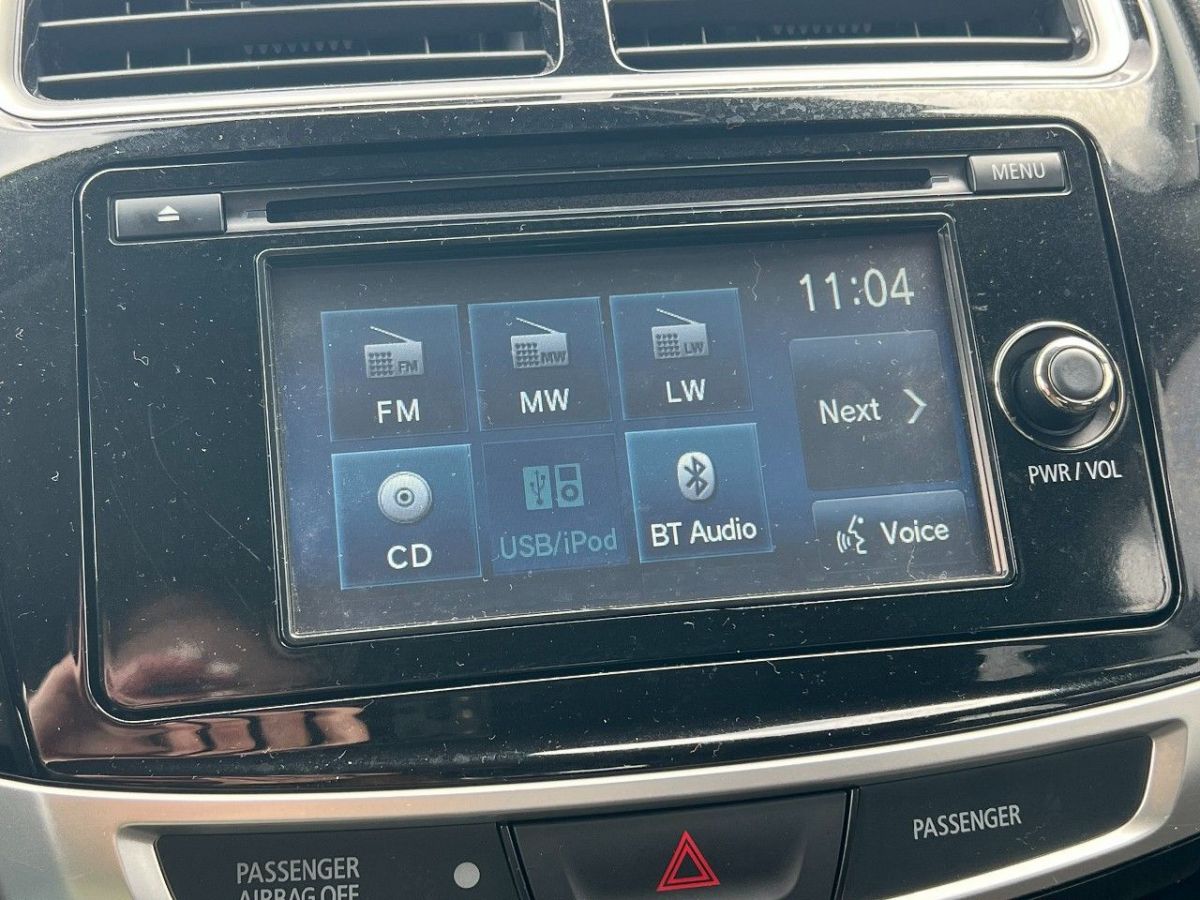 MENU
11:04
FM
FM
MW
MW
LW
LW
Next
PWR / VOL
CD
USB/iPod
BT Audio
Voice
PASSENGER
AIRBAG OFF
PASSENGER